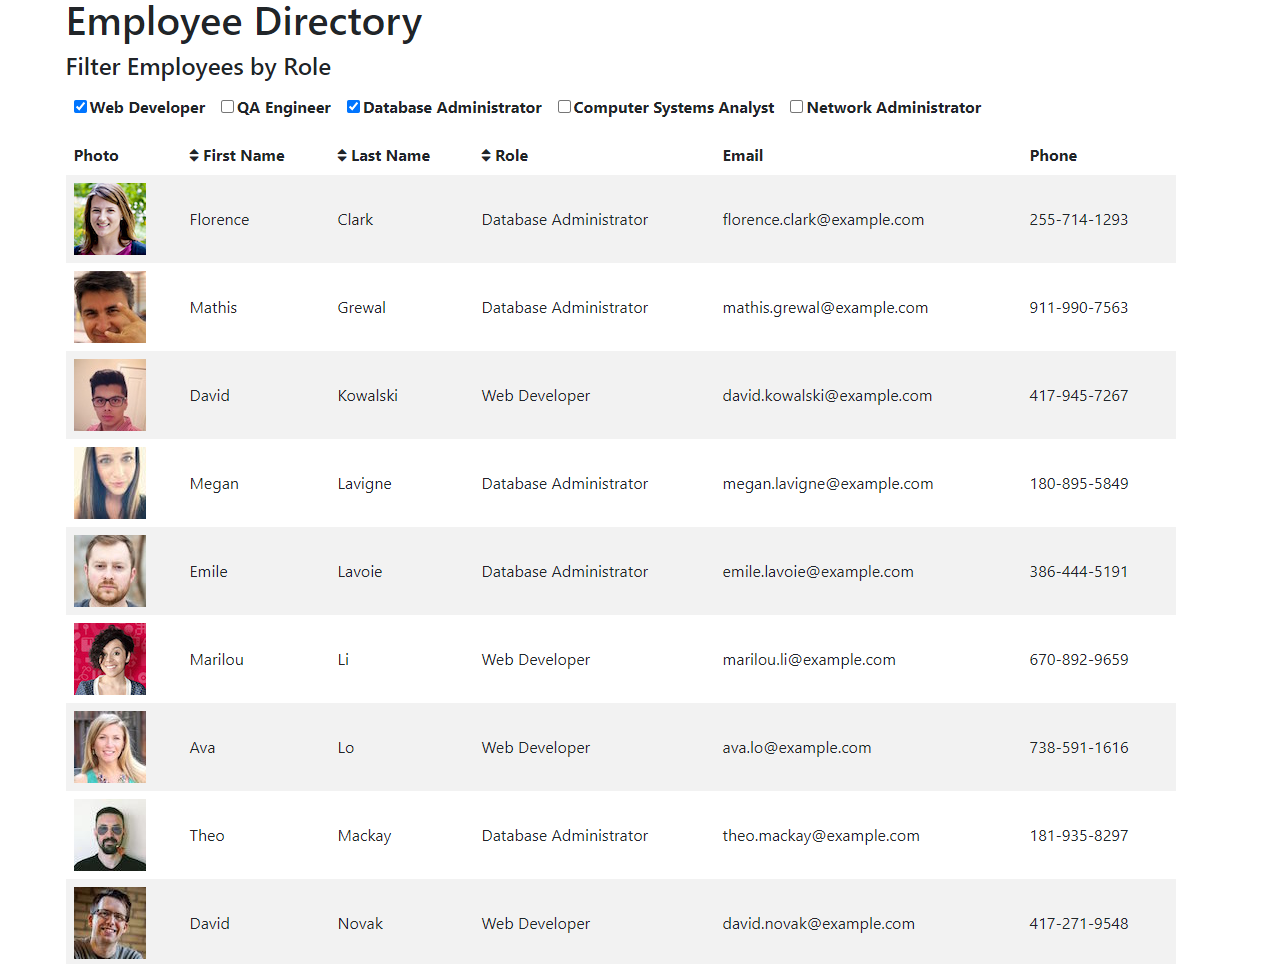 Employee Directory
Filter Employees by Role
Web Developer QA Engineer Database Administrator Computer Systems Analyst Network Administrator
Photo First Name Last Name Role Email Phone
Florence Clark Database Administrator florence.clark@example.com 255-714-1293
Mathis Grewal Database Administrator mathis.grewal@example.com 911-990-7563
David Kowalski Web Developer david.kowalski@example.com 417-945-7267
Megan Lavigne Database Administrator megan.lavigne@example.com 180-895-5849
Emile Lavoie Database Administrator emile.lavoie@example.com 386-444-5191
Marilou Li Web Developer marilou.li@example.com 670-892-9659
Ava Lo Web Developer ava.lo@example.com 738-591-1616
Theo Mackay Database Administrator theo.mackay@example.com 181-935-8297
David Novak Web Developer david.novak@example.com 417-271-9548